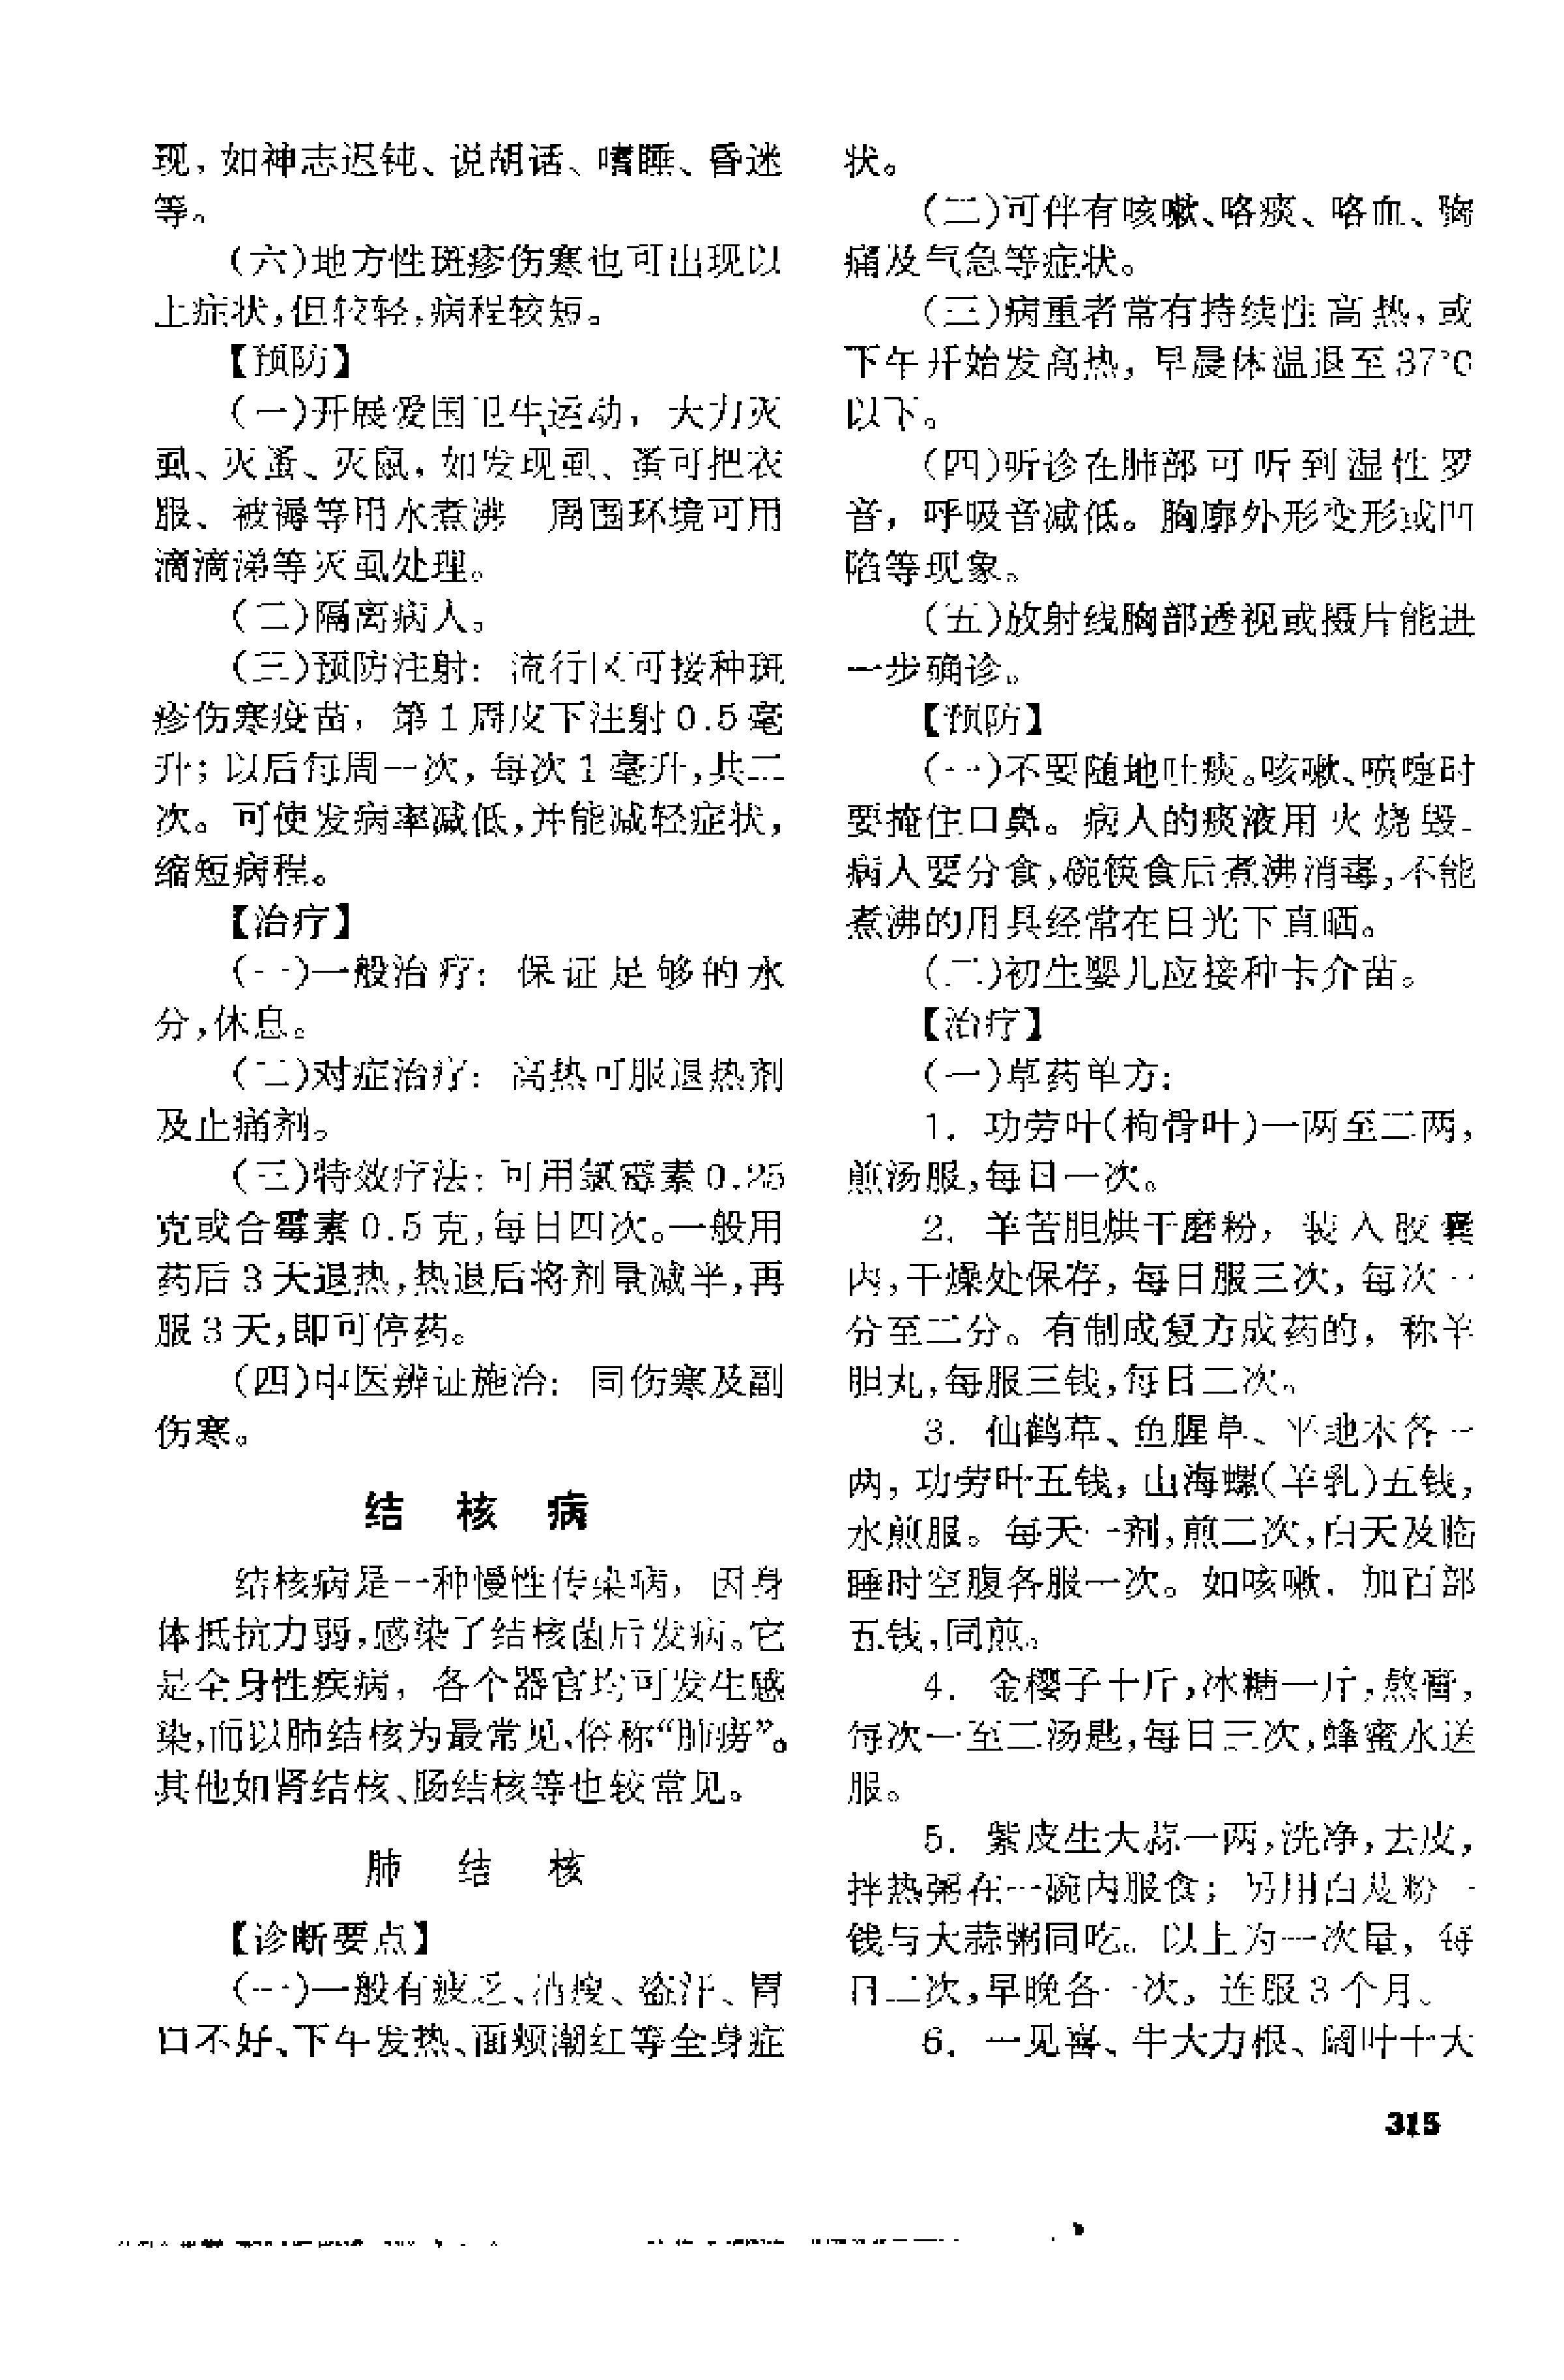 现，如神志迟钝、说胡话、嗜睡、昏迷
等。
（六）地方性斑疹伤寒也可出现以
上症状，但较轻，病程较短。
【预防】
（一）开展爱国卫生运动，大力灭
虱、灭蚤、灭鼠，如发现虱、蚤可把衣
服、被褥等用水煮沸 周围环境可用
滴滴涕等灭虱处理。
（二）隔离病人。
（三）预防注射：流行区可接种斑
疹伤寒疫苗，第1周皮下注射0.5毫
升；以后每周一次，每次1毫升，共二
次。可使发病率减低，并能减轻症状，
缩短病程。
【治疗】
（一）一般治疗：保证足够的水
分，休息。
（二）对症治疗：高热可服退热剂
及止痛剂。
（三）特效疗法：可用氯霉素0.25
克或合霉素0.5克，每日四次。一般用
药后3天退热，热退后将剂量减半，再
服3天，即可停药。
（四）中医辨证施治：同伤寒及副
伤寒。
结核病
结核病是一种慢性传染病，因身
体抵抗力弱，感染了结核菌后发病。它
是全身性疾病，各个器官均可发生感
染，而以肺结核为最常见，俗称“肺痨”。
其他如肾结核、肠结核等也较常见。
肺结核
【诊断要点】
（一）一般有疲乏、消瘦、盗汗、胃
口不好、下午发热、面颊潮红等全身症
状。
（二）可伴有咳嗽、咯痰、咯血、胸
痛及气急等症状。
（三）病重者常有持续性高热，或
下午开始发高热，早晨体温退至37°C
以下。
（四）听诊在肺部可听到湿性罗
音，呼吸音减低。胸廓外形变形或凹
陷等现象。
（五）放射线胸部透视或摄片能进
一步确诊。
【预防】
（一）不要随地吐痰。咳嗽、喷嚏时
要掩住口鼻。病人的痰液用火烧毁。
病人要分食，碗筷食后煮沸消毒，不能
煮沸的用具经常在日光下直晒。
（二）初生婴儿应接种卡介苗。
【治疗】
（一）草药单方：
1．功劳叶（枸骨叶）一两至二两，
煎汤服，每日一次。
2．羊苦胆烘干磨粉，装入胶囊
内，干燥处保存，每日服三次，每次一
分至二分。有制成复方成药的，称羊
胆丸，每服三钱，每日二次。
3．仙鹤草、鱼腥草、平地木各一
两，功劳叶五钱，山海螺（羊乳）五钱，
水煎服。每天一剂，煎二次，白天及临
睡时空腹各服一次。如咳嗽，加百部
五钱，同煎。
4．金樱子十斤，冰糖一斤，熬膏，
每次一至二汤匙，每日三次，蜂蜜水送
服。
5．紫皮生大蒜一两，洗净，去皮，
拌热粥在一碗内服食；另用白芨粉一
钱与大蒜粥同吃。以上为一次量，每
日二次，早晚各一次，连服3个月。
6．一见喜、牛大力根、阔叶十大
315